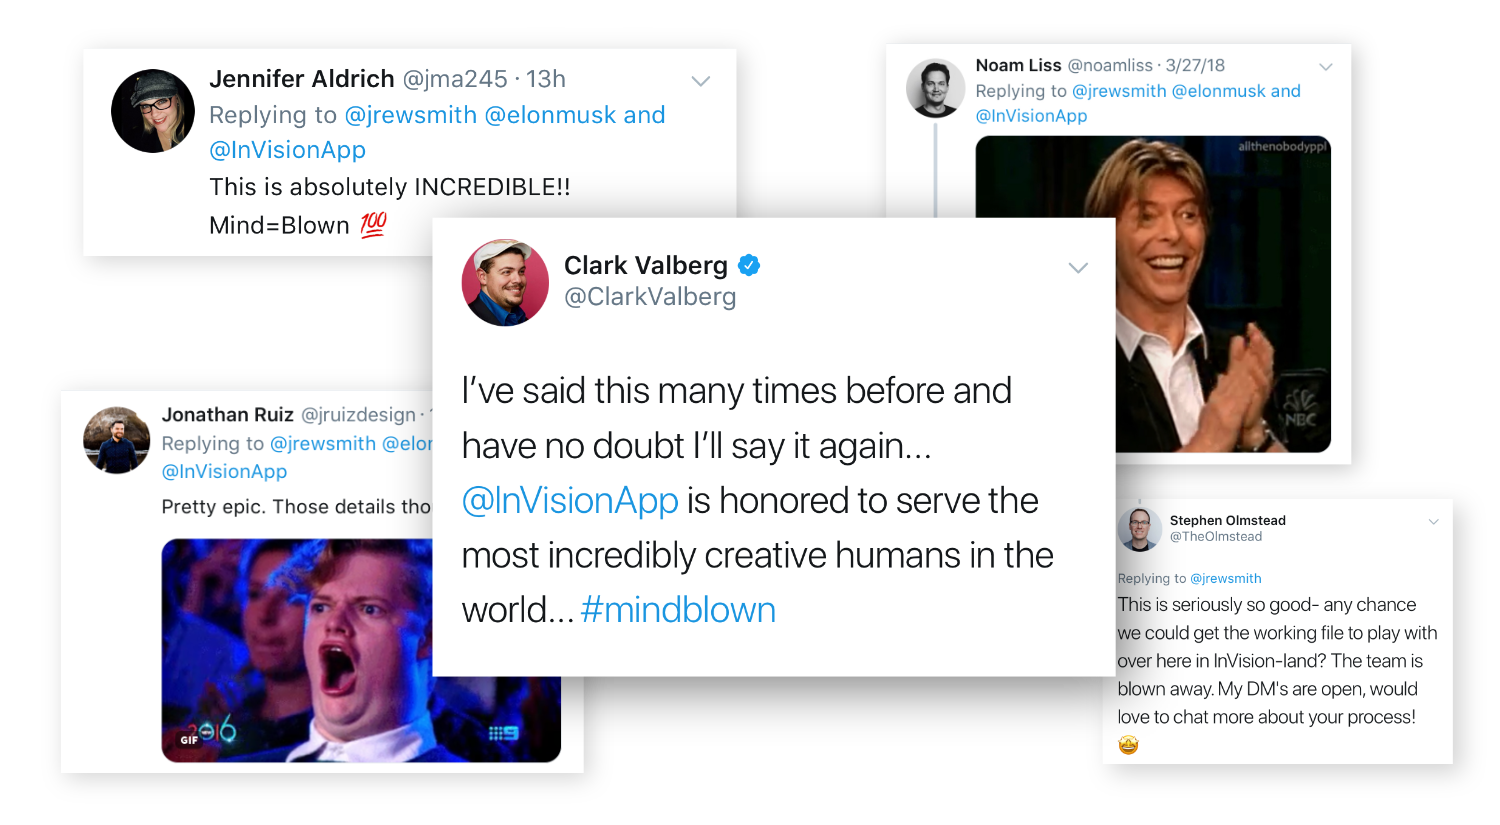 Jennifer Aldrich @jma245 · 13h
Replying to @jrewsmith @elonmusk and
@InVisionApp
This is absolutely INCREDIBLE!!
Mind=Blown 💯
Noam Liss @noamliss · 3/27/18
Replying to @jrewsmith @elonmusk and
@InVisionApp
allthenobodyppl
NBC
Clark Valberg
@ClarkValberg
I've said this many times before and
have no doubt I'll say it again...
@InVisionApp is honored to serve the
most incredibly creative humans in the
world... #mindblown
Jonathan Ruiz @jruizdesign ·
Replying to @jrewsmith
@InVisionApp
Pretty epic. Those details
GIF
2016
9
Stephen Olmstead
@TheOlmstead
Replying to @jrewsmith
This is seriously so good- any chance
we could get the working file to play with
over here in InVision-land? The team is
blown away. My DM's are open, would
love to chat more about your process!
🤩